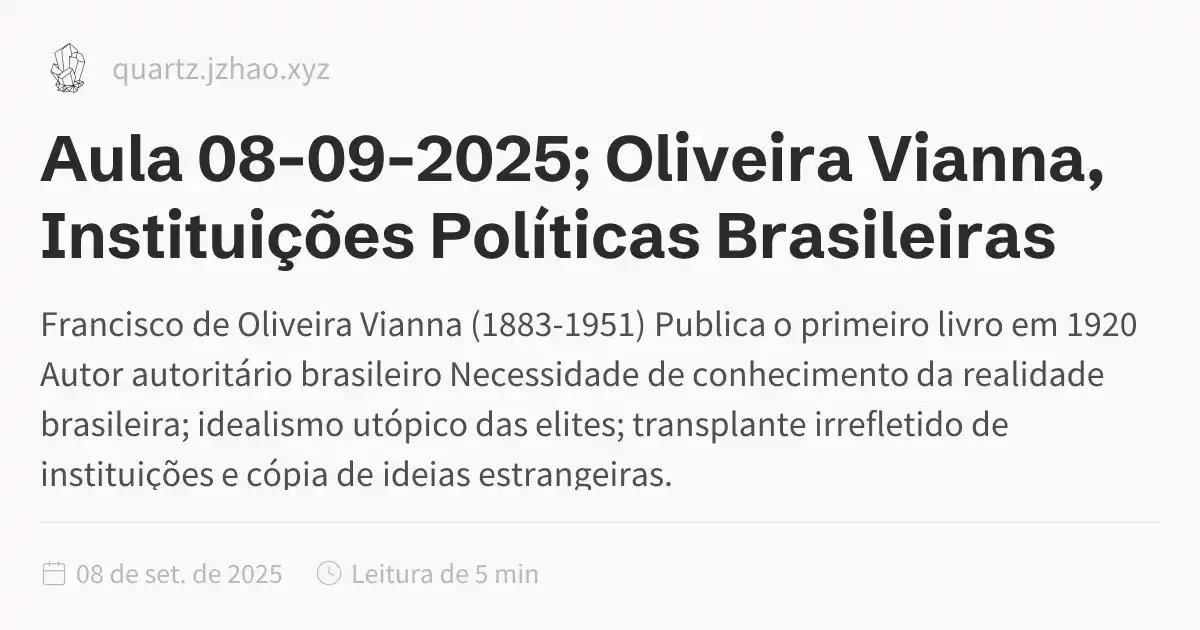 quartz.jzhao.xyz
Aula 08-09-2025; Oliveira Vianna,
Instituições Políticas Brasileiras
Francisco de Oliveira Vianna (1883-1951) Publica o primeiro livro em 1920
Autor autoritário brasileiro Necessidade de conhecimento da realidade
brasileira; idealismo utópico das elites; transplante irrefletido de
instituições e cópia de ideias estrangeiras.
08 de set. de 2025
Leitura de 5 min